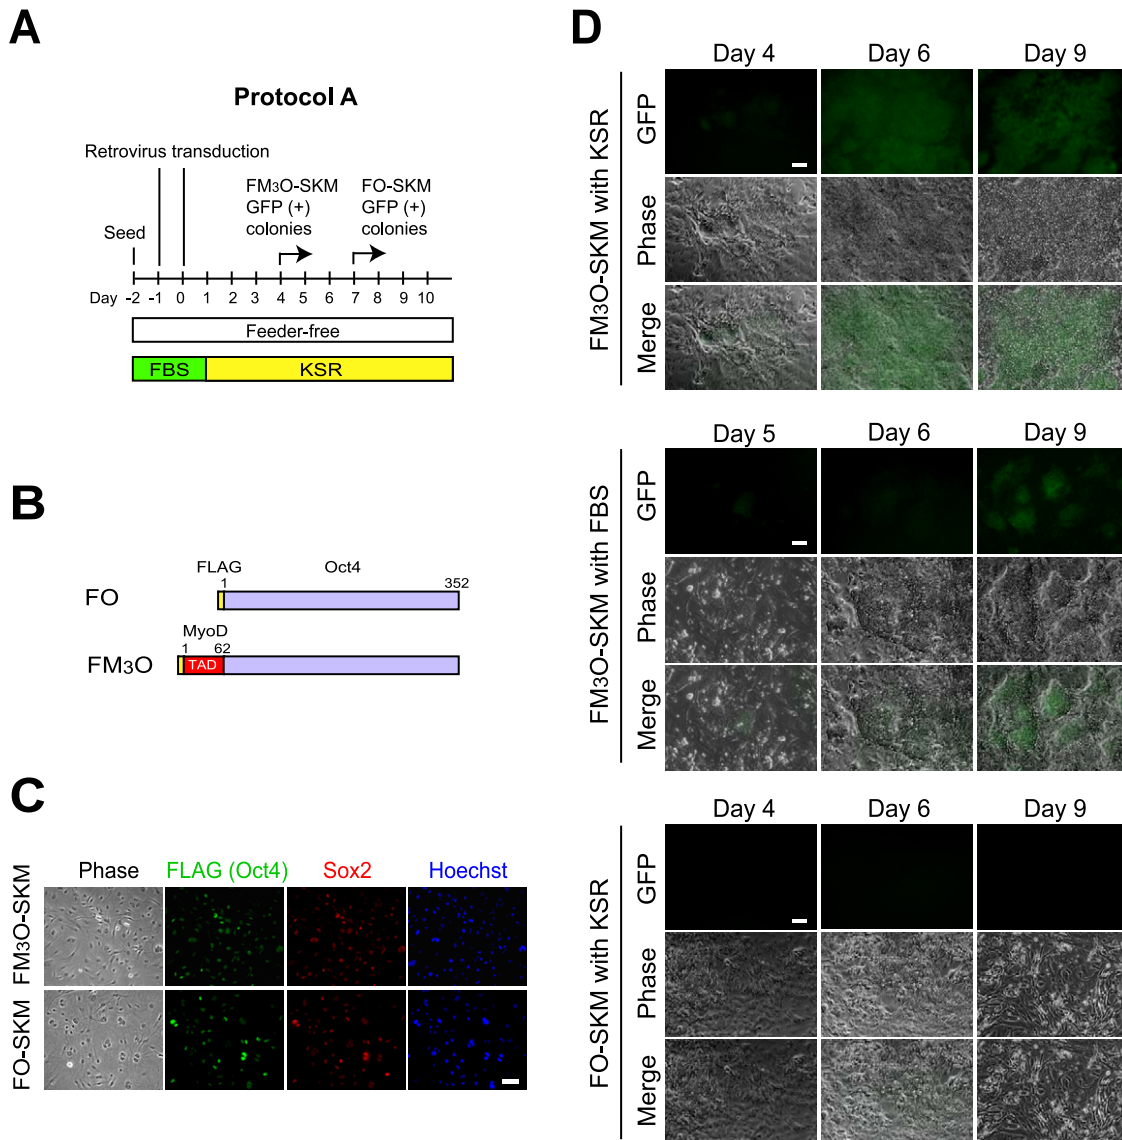 A
Protocol A
Retrovirus transduction
FM3O-SKM
GFP (+)
colonies
FO-SKM
GFP (+)
colonies
Seed
Day -2 -1 0 1 2 3 4 5 6 7 8 9 10
Feeder-free
FBS KSR
B
FLAG Oct4
1 352
FO
MyoD
1 62
FM3O TAD
C
Phase FLAG (Oct4) Sox2 Hoechst
FM3O-SKM
FO-SKM
D
Day 4 Day 6 Day 9
FM3O-SKM with KSR
GFP
Phase
Merge
Day 5 Day 6 Day 9
FM3O-SKM with FBS
GFP
Phase
Merge
Day 4 Day 6 Day 9
FO-SKM with KSR
GFP
Phase
Merge